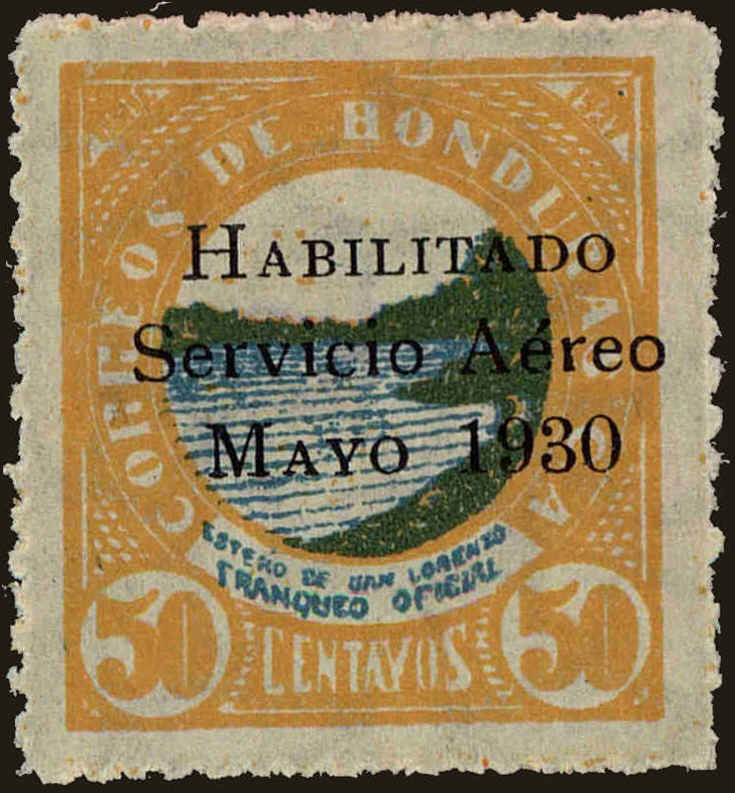 CORREOS DE HONDURAS
HABILITADO
Servicio Aéreo
MAYO 1930
ESTERO DE SAN LORENZO
FRANQUEO OFICIAL
50 CENTAVOS 50